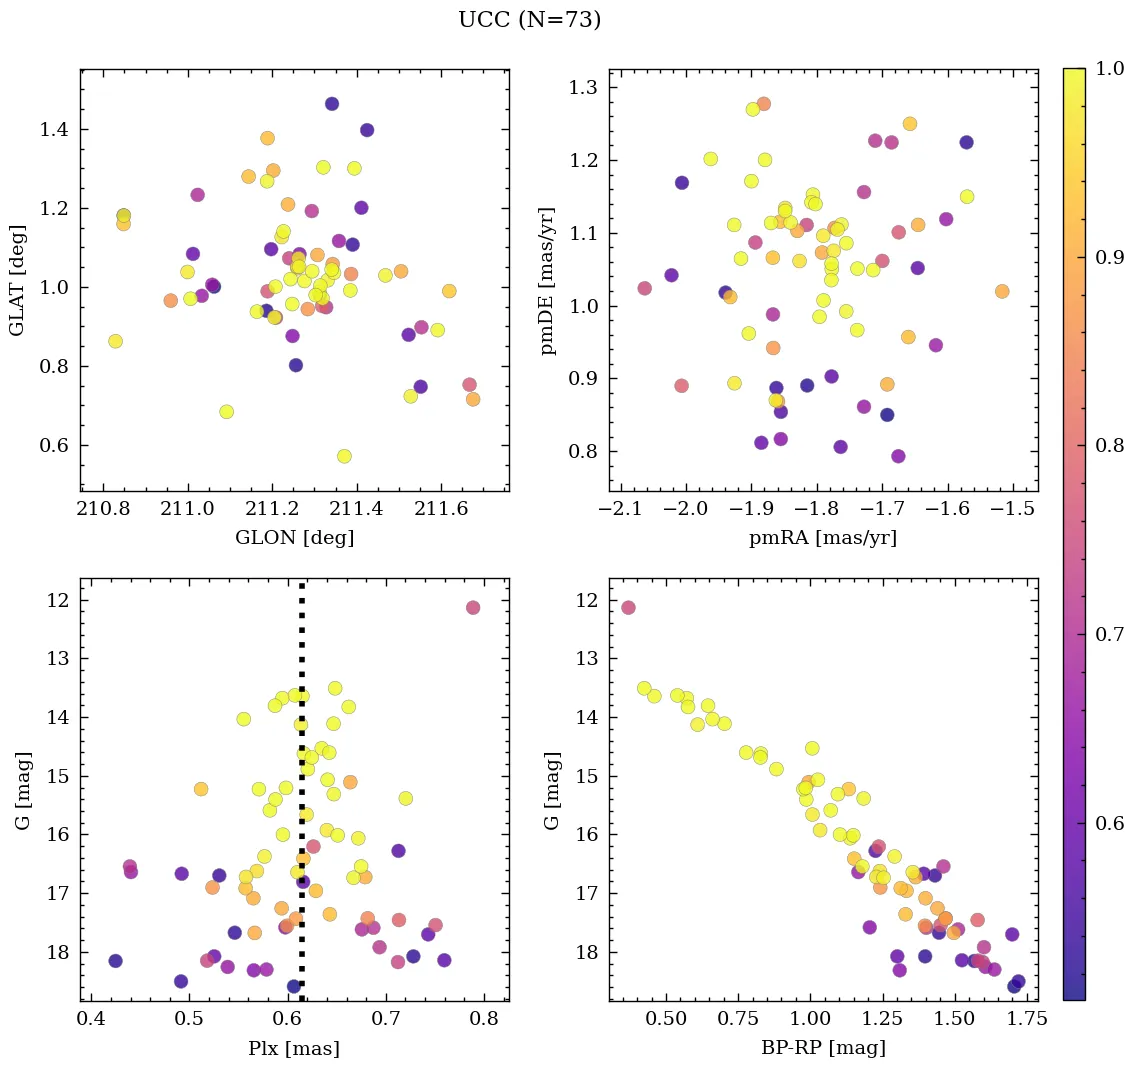 UCC (N=73)
1.4
1.2
1.0
0.8
0.6
GLAT [deg]
210.8 211.0 211.2 211.4 211.6
GLON [deg]
1.3
1.2
1.1
1.0
0.9
0.8
pmDE [mas/yr]
−2.1 −2.0 −1.9 −1.8 −1.7 −1.6 −1.5
pmRA [mas/yr]
12
13
14
15
16
17
18
G [mag]
0.4 0.5 0.6 0.7 0.8
Plx [mas]
12
13
14
15
16
17
18
G [mag]
0.50 0.75 1.00 1.25 1.50 1.75
BP-RP [mag]
1.0
0.9
0.8
0.7
0.6